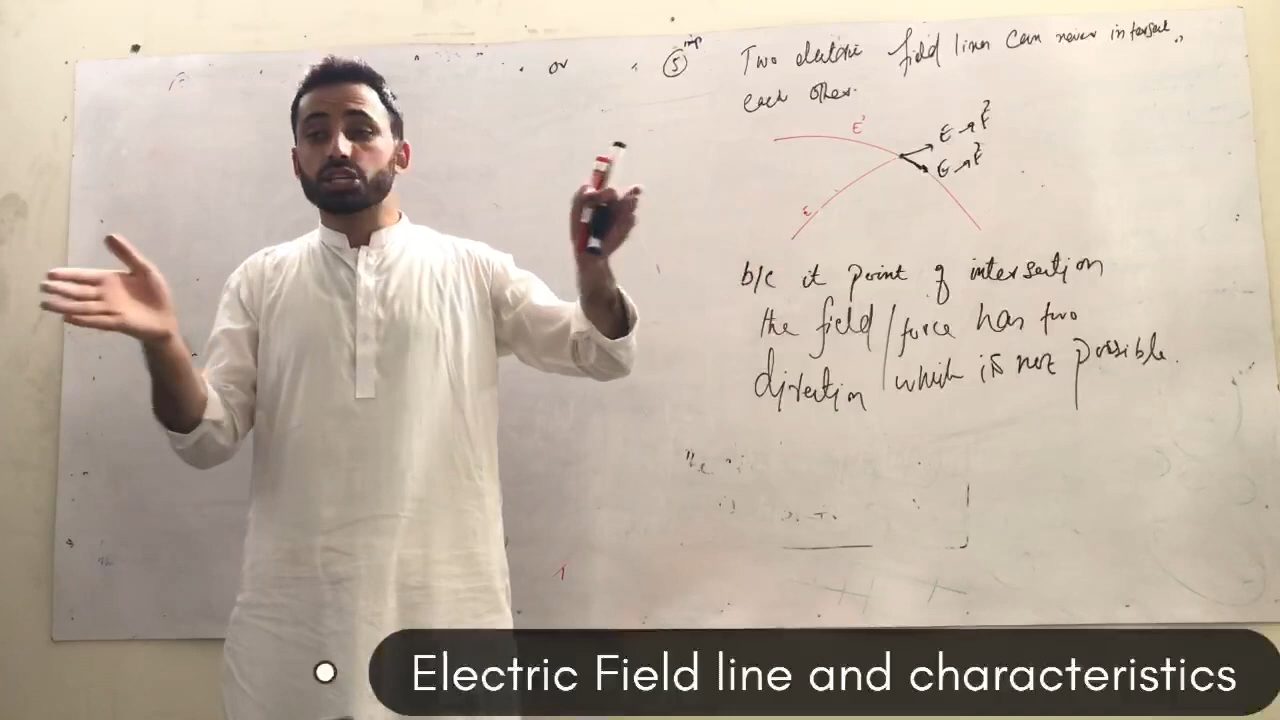 or
⑤ imp Two electric field lines can never intersect
each other.
E'
E → F
E → F
E
b/c it point of intersection
the field / force has two
direction / which is not possible.
Electric Field line and characteristics